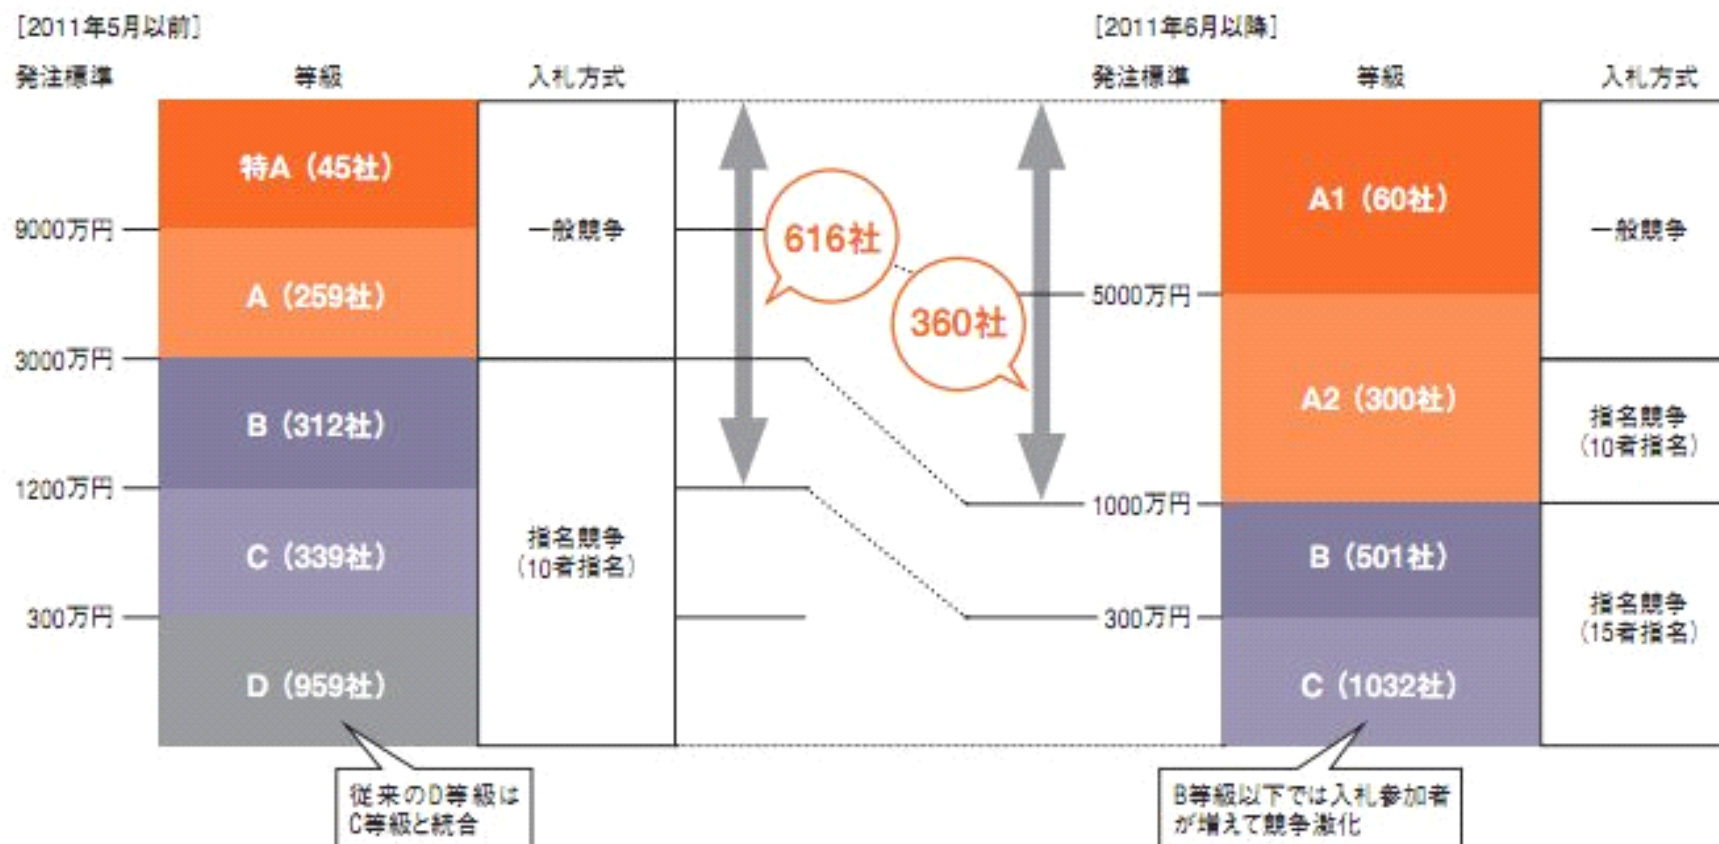 [2011年5月以前]
発注標準 等級 入札方式
特A（45社）
9000万円
一般競争
A（259社）
3000万円
B（312社）
1200万円
C（339社）
指名競争
（10者指名）
300万円
D（959社）
従来のD等級は
C等級と統合
616社
360社
[2011年6月以降]
発注標準 等級 入札方式
A1（60社）
一般競争
5000万円
A2（300社）
指名競争
（10者指名）
1000万円
B（501社）
指名競争
（15者指名）
300万円
C（1032社）
B等級以下では入札参加者
が増えて競争激化